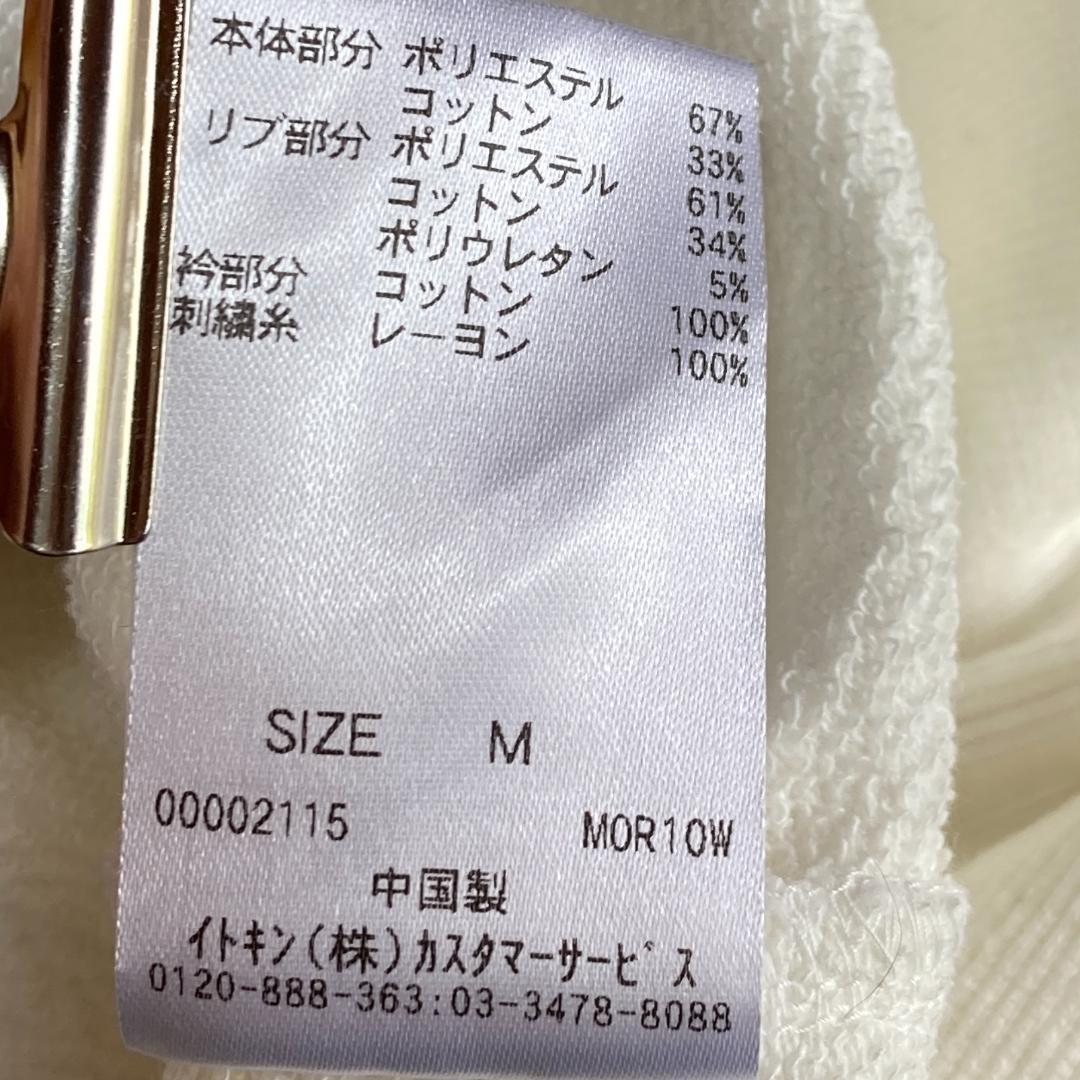 本体部分 ポリエステル 67%
コットン 33%
リブ部分 ポリエステル 61%
コットン 34%
ポリウレタン 5%
衿部分 コットン 100%
刺繍糸 レーヨン 100%
SIZE M
00002115 MOR10W
中国製
イトキン(株)カスタマーサービス
0120-888-363:03-3478-8088